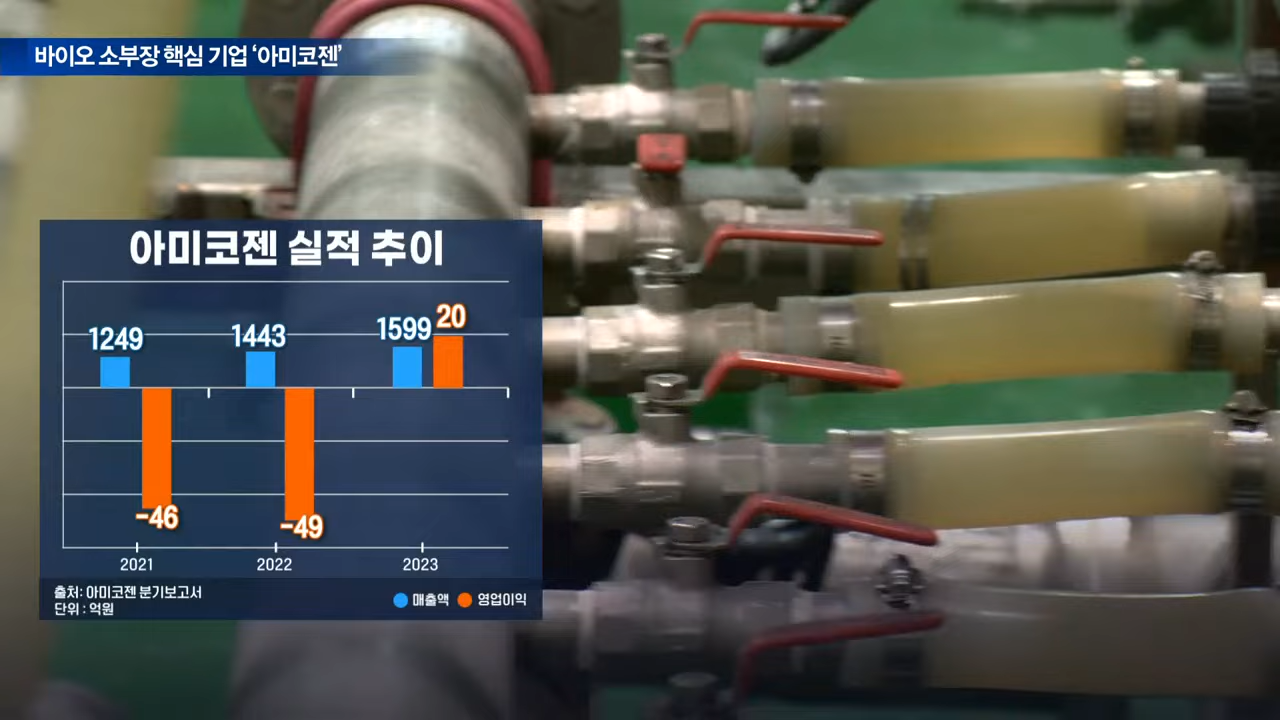 바이오 소부장 핵심 기업 ‘아미코젠’
아미코젠 실적 추이
1249
1443
1599
20
-46
-49
2021
2022
2023
출처: 아미코젠 분기보고서
단위 : 억원
매출액
영업이익